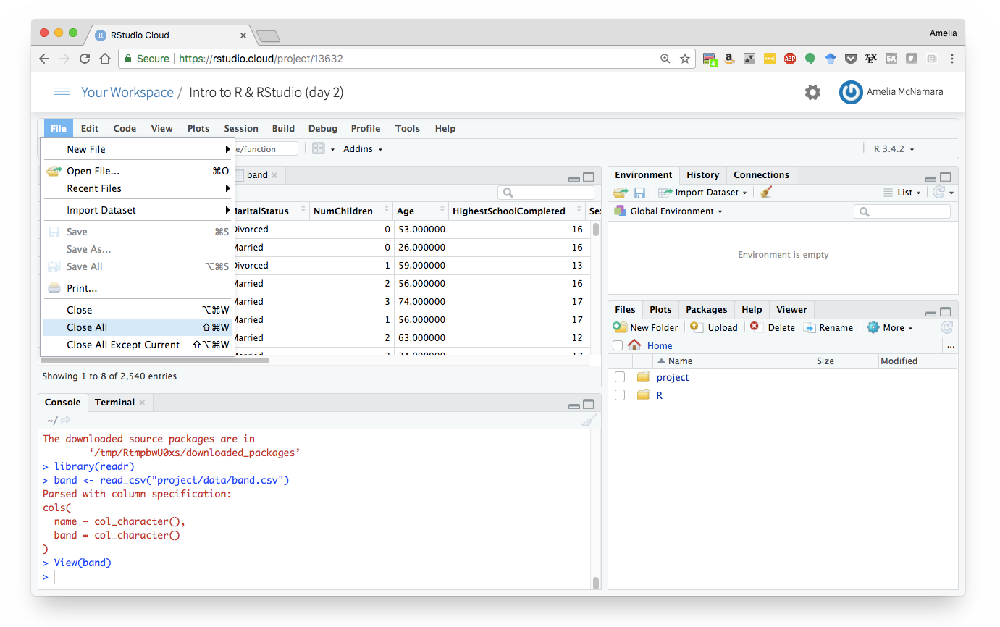 RStudio Cloud
Amelia
Secure https://rstudio.cloud/project/13632
4 a ABP TEX SA B
Your Workspace / Intro to R & RStudio (day 2)
Amelia McNamara
File Edit Code View Plots Session Build Debug Profile Tools Help
New File
e/function
Addins
R 3.4.2
Open File... ⌘O
Recent Files
Import Dataset
Save ⌘S
Save As...
Save All ⌥⌘S
Print...
Close ⌥⌘W
Close All ⇧⌘W
Close All Except Current ⇧⌥⌘W
band
MaritalStatus NumChildren Age HighestSchoolCompleted Se
Divorced 0 53.000000 16
Married 0 26.000000 16
Divorced 1 59.000000 13
Married 2 56.000000 16
Married 3 74.000000 17
Married 1 56.000000 17
Married 2 63.000000 12
Showing 1 to 8 of 2,540 entries
Console Terminal
~/
The downloaded source packages are in
‘/tmp/RtmpbwU0xs/downloaded_packages’
> library(readr)
> band <- read_csv("project/data/band.csv")
Parsed with column specification:
cols(
name = col_character(),
band = col_character()
)
> View(band)
>
Environment History Connections
Import Dataset List
Global Environment
Environment is empty
Files Plots Packages Help Viewer
New Folder Upload Delete Rename More
Home ...
Name Size Modified
project
R